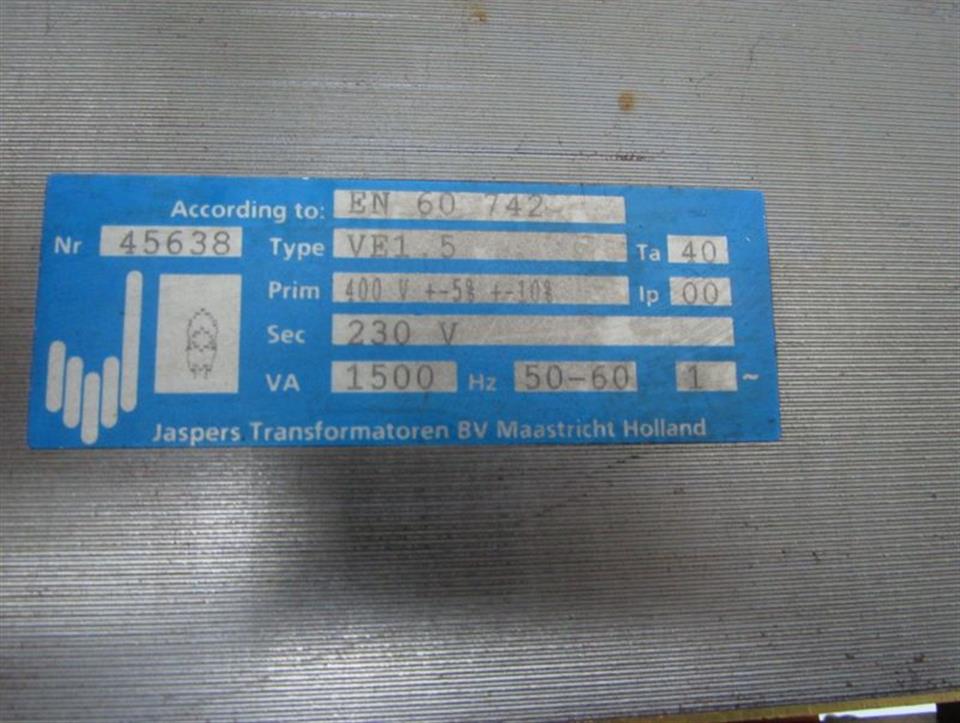 According to: EN 60 742
Nr 45638 Type VE1.5 Ta 40
Prim 400 V +-5% +-10% Ip 00
Sec 230 V
VA 1500 Hz 50-60 1 ~
Jaspers Transformatoren BV Maastricht Holland